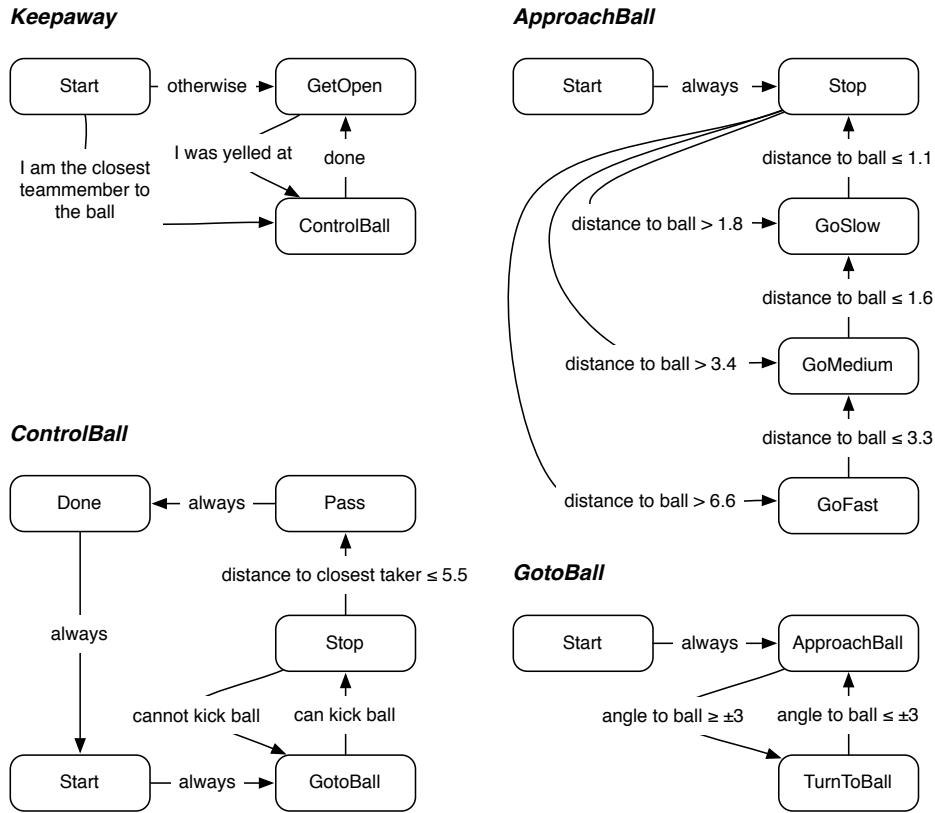 Keepaway
Start
otherwise
GetOpen
I am the closest
teammember to
the ball
I was yelled at
done
ControlBall
ApproachBall
Start
always
Stop
distance to ball ≤ 1.1
distance to ball > 1.8
GoSlow
distance to ball ≤ 1.6
distance to ball > 3.4
GoMedium
distance to ball ≤ 3.3
distance to ball > 6.6
GoFast
ControlBall
Done
always
Pass
distance to closest taker ≤ 5.5
always
Stop
cannot kick ball
can kick ball
Start
always
GotoBall
GotoBall
Start
always
ApproachBall
angle to ball ≥ ±3
angle to ball ≤ ±3
TurnToBall